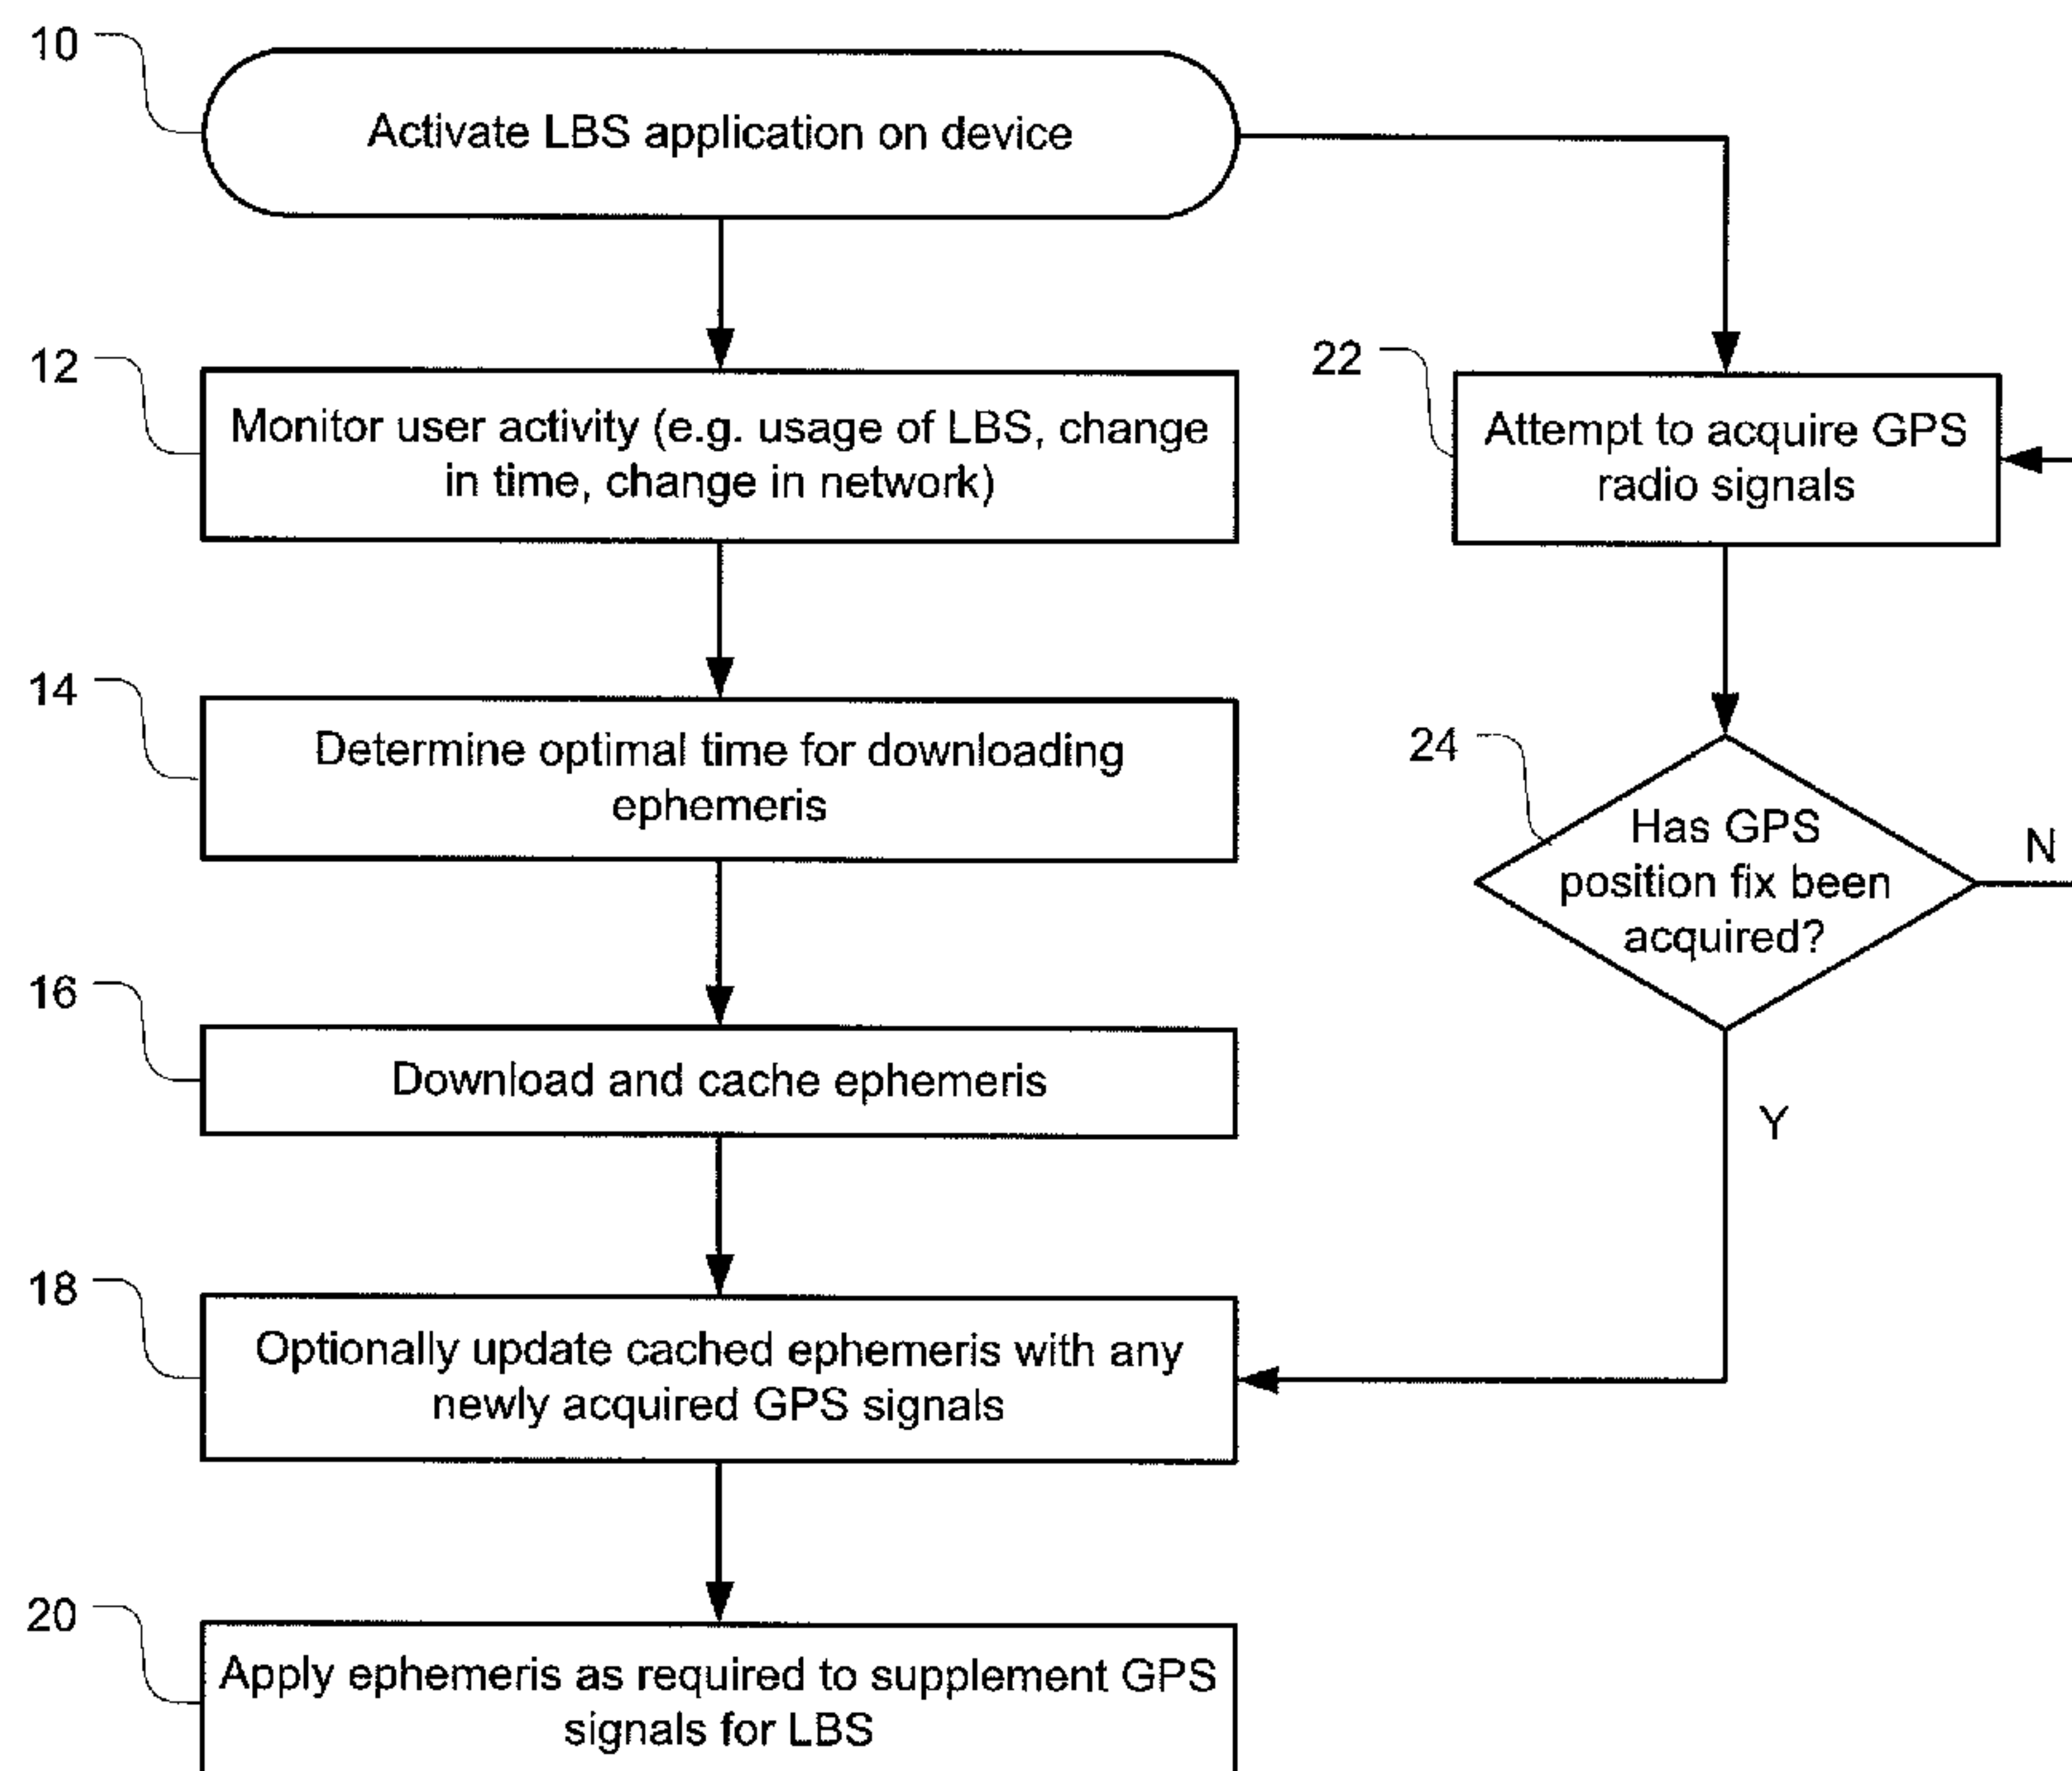 10
Activate LBS application on device
12
Monitor user activity (e.g. usage of LBS, change
in time, change in network)
22
Attempt to acquire GPS
radio signals
14
Determine optimal time for downloading
ephemeris
24
Has GPS
position fix been
acquired?
N
16
Download and cache ephemeris
Y
18
Optionally update cached ephemeris with any
newly acquired GPS signals
20
Apply ephemeris as required to supplement GPS
signals for LBS